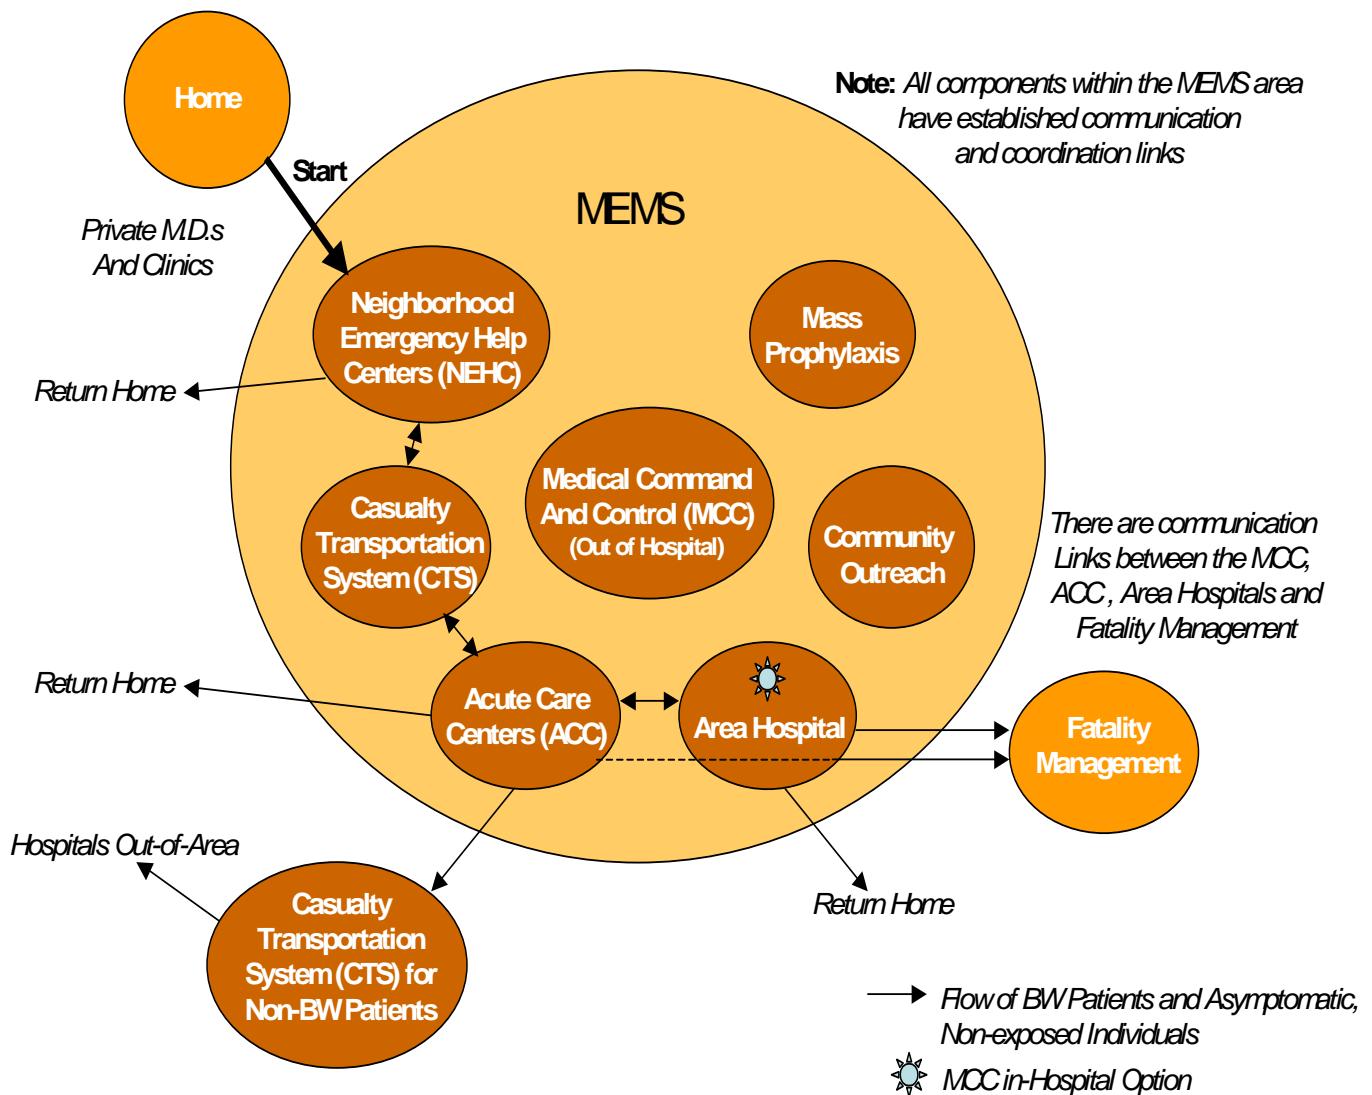 Home
Start
Private M.D.s
And Clinics
Note: All components within the MEMS area
have established communication
and coordination links
MEMS
Neighborhood
Emergency Help
Centers (NEHC)
Mass
Prophylaxis
Return Home
Casualty
Transportation
System (CTS)
Medical Command
And Control (MCC)
(Out of Hospital)
Community
Outreach
There are communication
Links between the MCC,
ACC , Area Hospitals and
Fatality Management
Return Home
Acute Care
Centers (ACC)
Area Hospital
Fatality
Management
Hospitals Out-of-Area
Casualty
Transportation
System (CTS) for
Non-BW Patients
Return Home
Flow of BW Patients and Asymptomatic,
Non-exposed Individuals
MCC in-Hospital Option